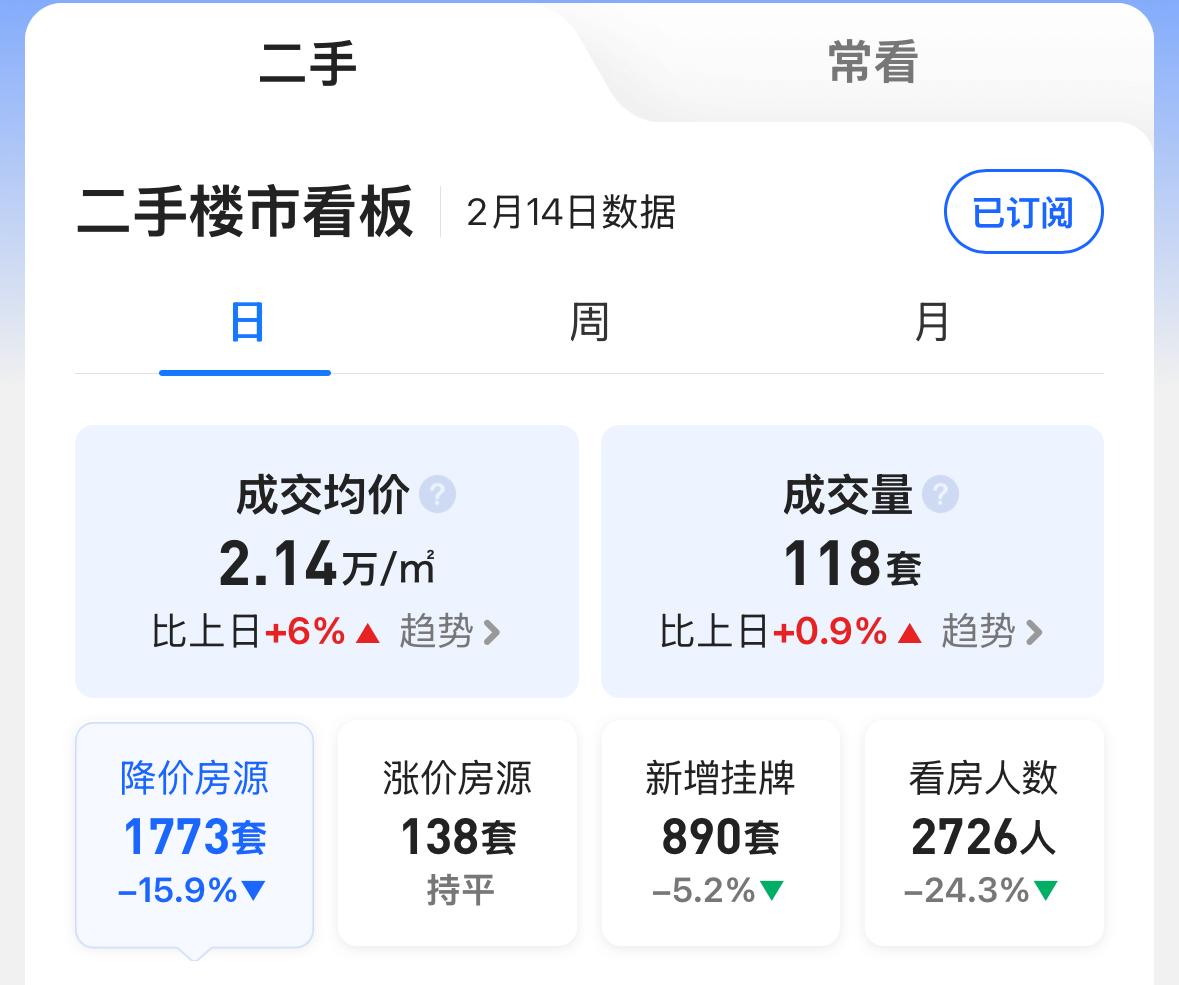 二手 常看
二手楼市看板 2月14日数据 已订阅
日 周 月
成交均价 ?
2.14万/㎡
比上日+6%▲ 趋势 >
成交量 ?
118套
比上日+0.9%▲ 趋势 >
降价房源
1773套
–15.9%▼
涨价房源
138套
持平
新增挂牌
890套
–5.2%▼
看房人数
2726人
–24.3%▼